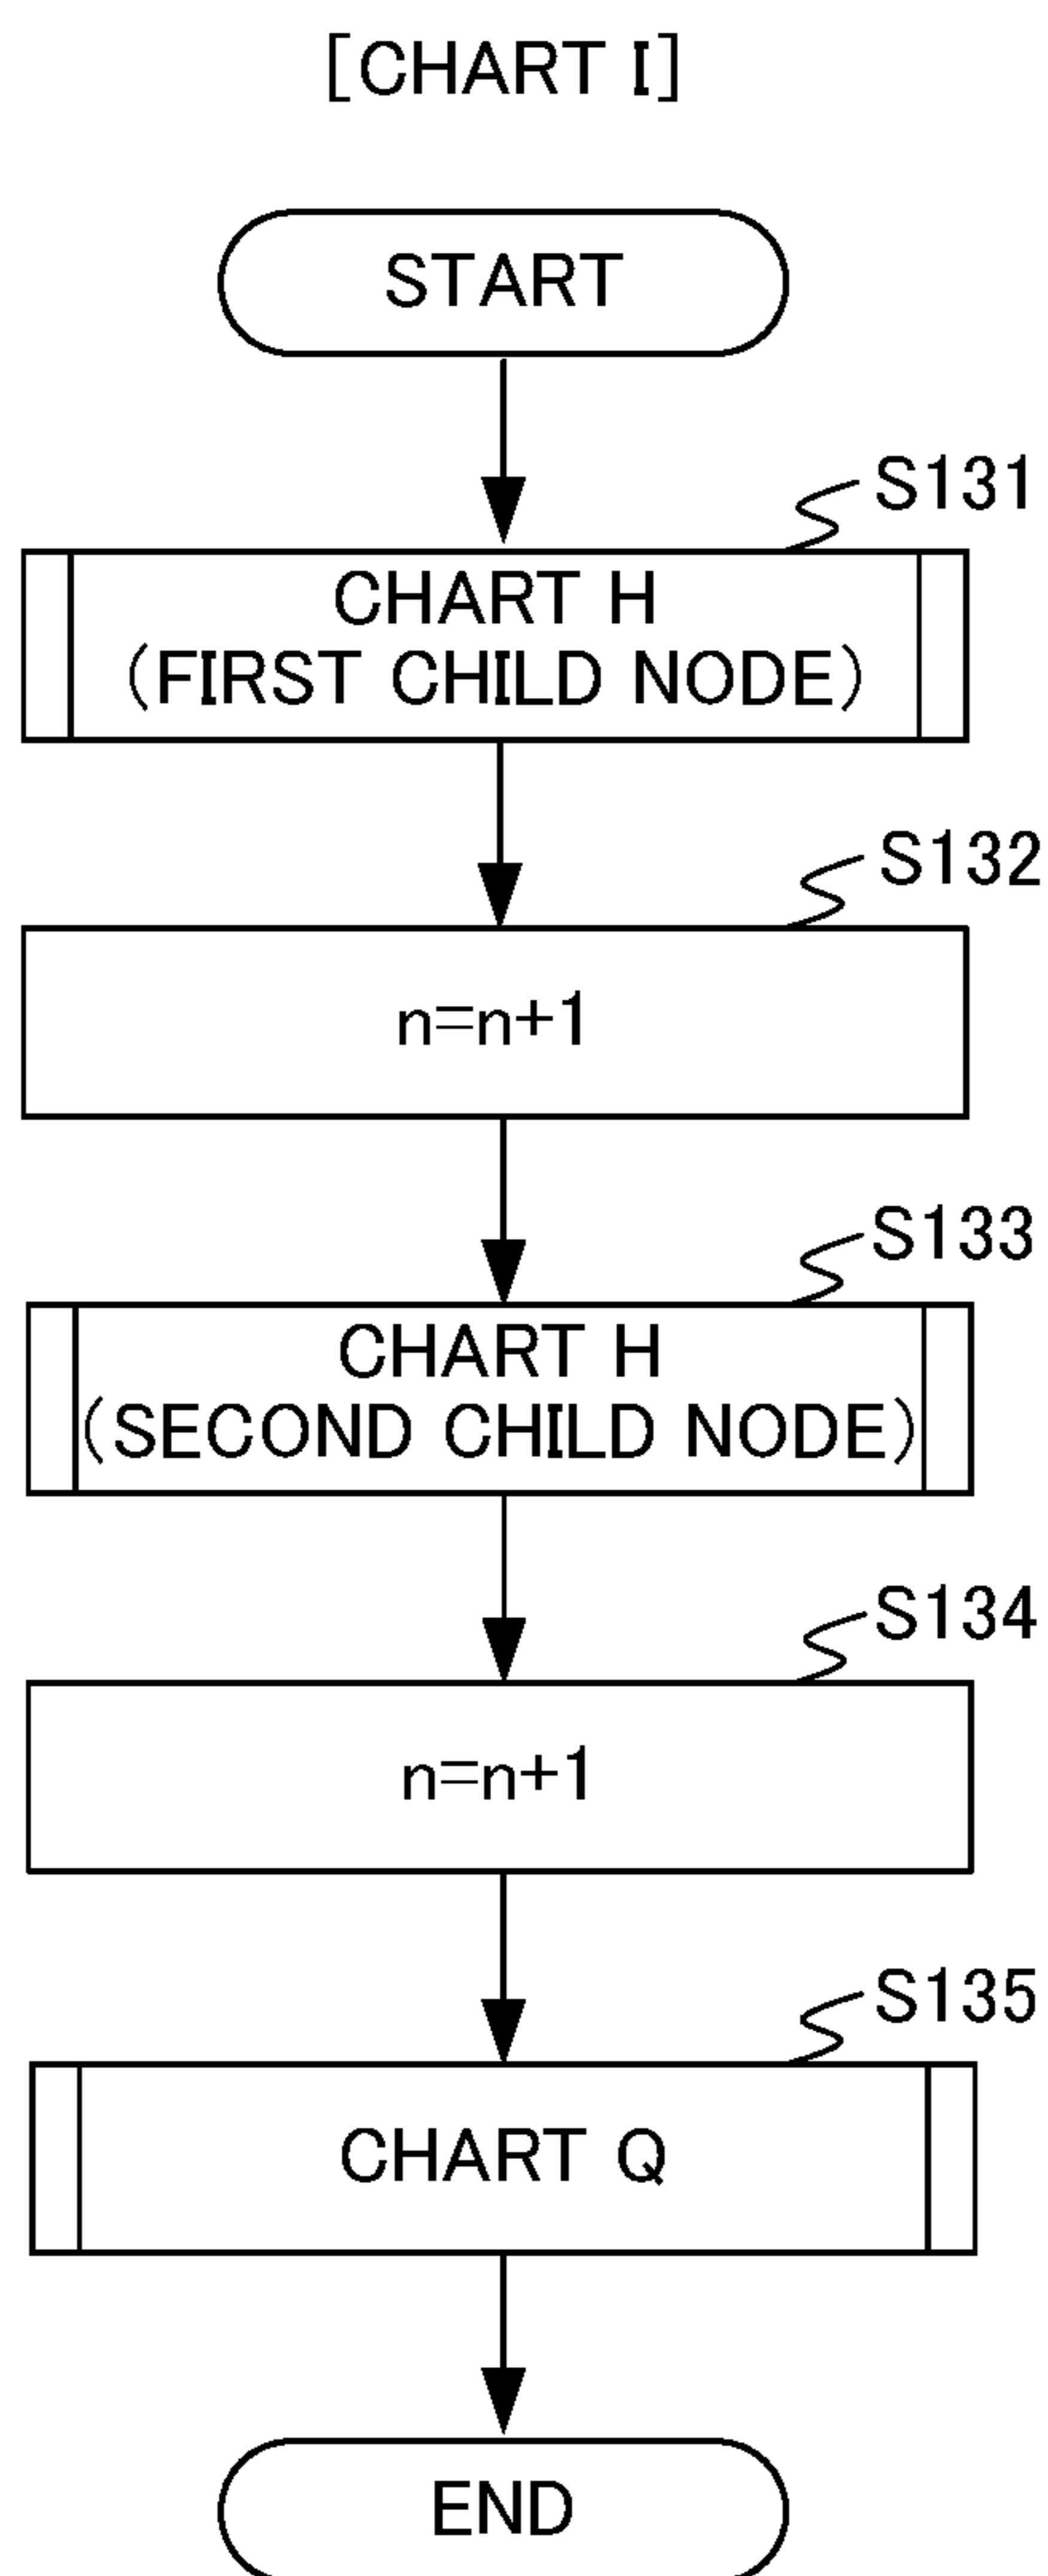 [CHART I]
START
S131
CHART H
(FIRST CHILD NODE)
S132
n=n+1
S133
CHART H
(SECOND CHILD NODE)
S134
n=n+1
S135
CHART Q
END